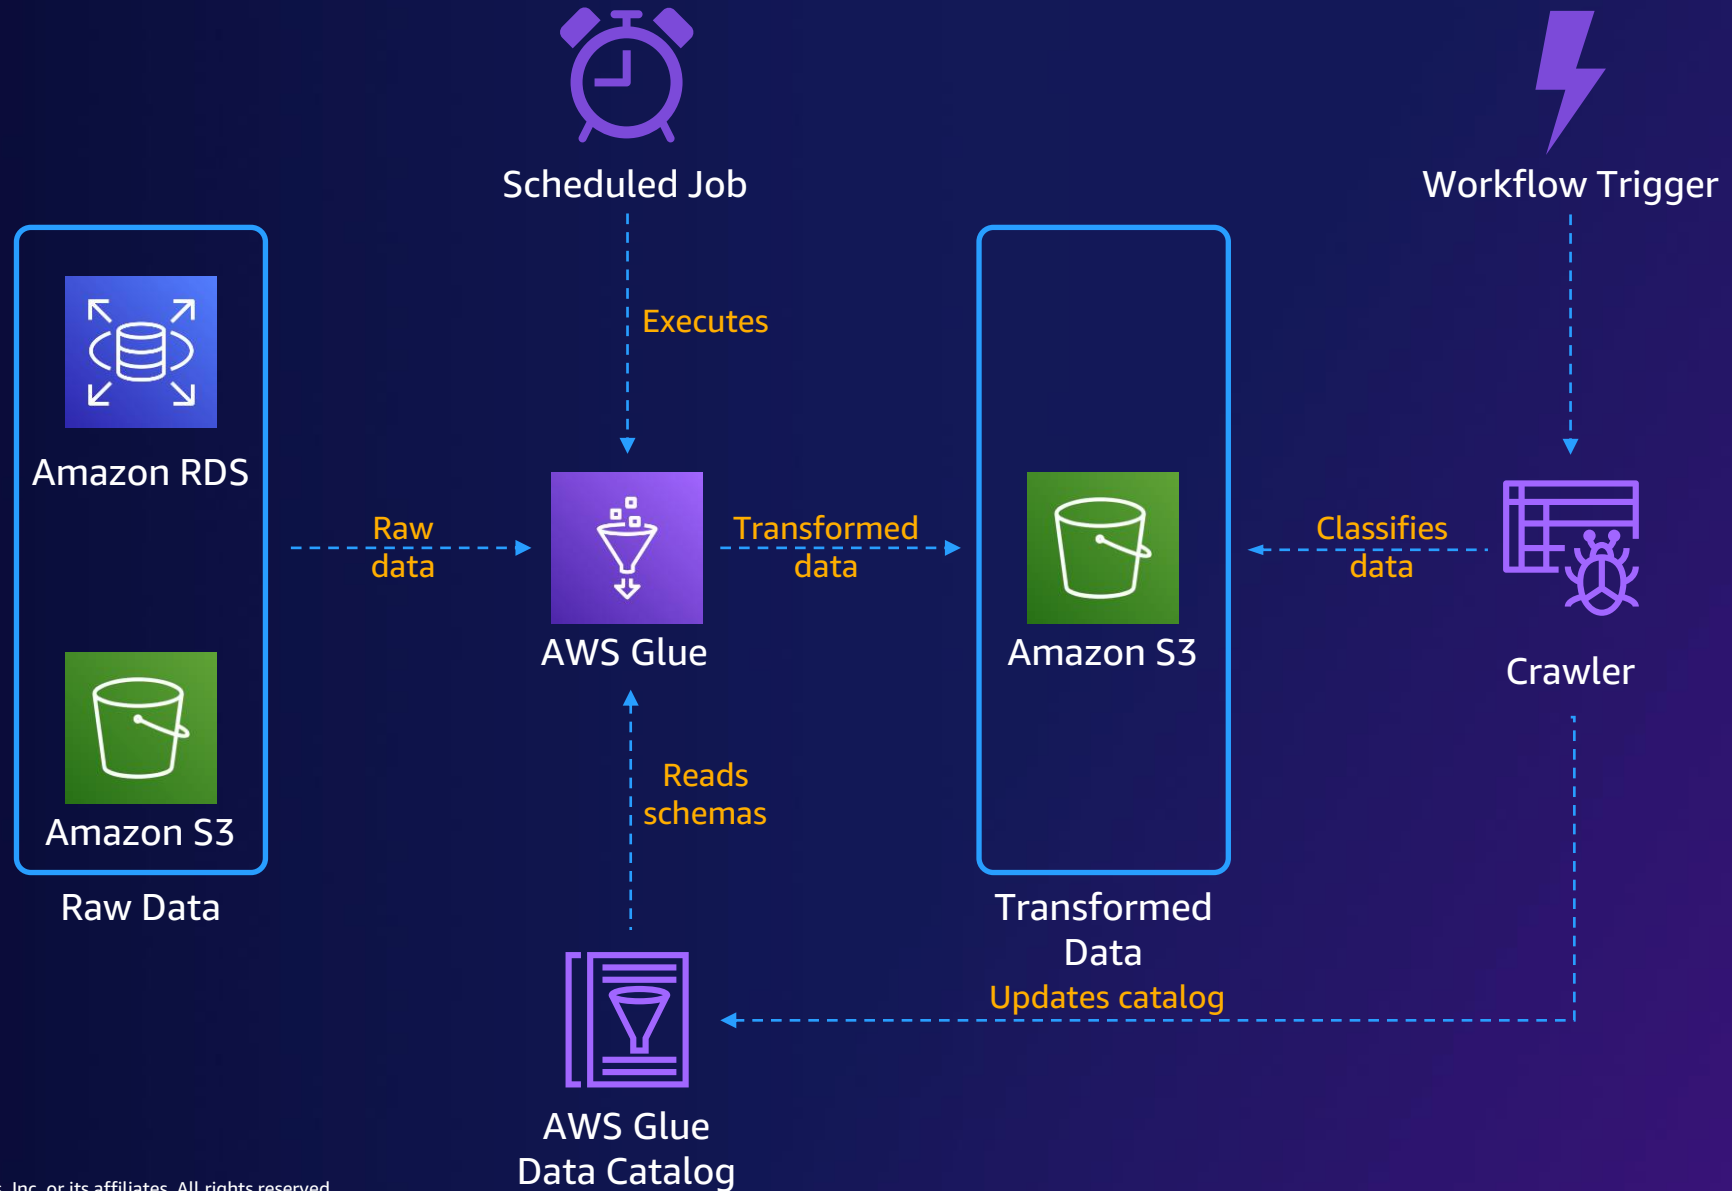 Scheduled Job
Workflow Trigger
Executes
Amazon RDS
Raw
data
Transformed
data
Classifies
data
AWS Glue
Amazon S3
Crawler
Reads
schemas
Amazon S3
Raw Data
Transformed
Data
Updates catalog
AWS Glue
Data Catalog
Inc. or its affiliates. All rights reserved.